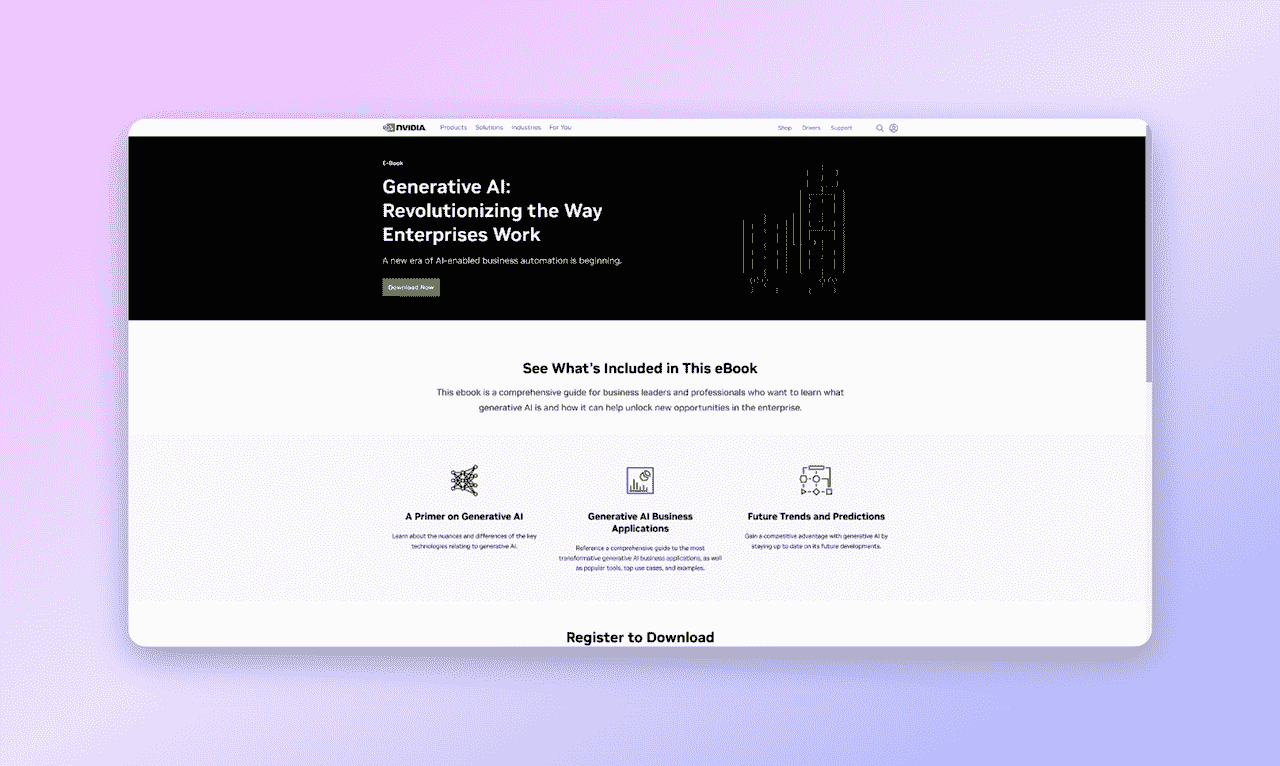 NVIDIA Products Solutions Industries For You Shop Drivers Support
E-Book
Generative AI:
Revolutionizing the Way
Enterprises Work
A new era of AI-enabled business automation is beginning.
Download Now
See What's Included in This eBook
This ebook is a comprehensive guide for business leaders and professionals who want to learn what
generative AI is and how it can help unlock new opportunities in the enterprise.
A Primer on Generative AI
Learn about the nuances and differences of the key
technologies relating to generative AI.
Generative AI Business
Applications
Reference a comprehensive guide to the most
transformative generative AI business applications, as well
as popular tools, top use cases, and examples.
Future Trends and Predictions
Gain a competitive advantage with generative AI by
staying up to date on its future developments.
Register to Download